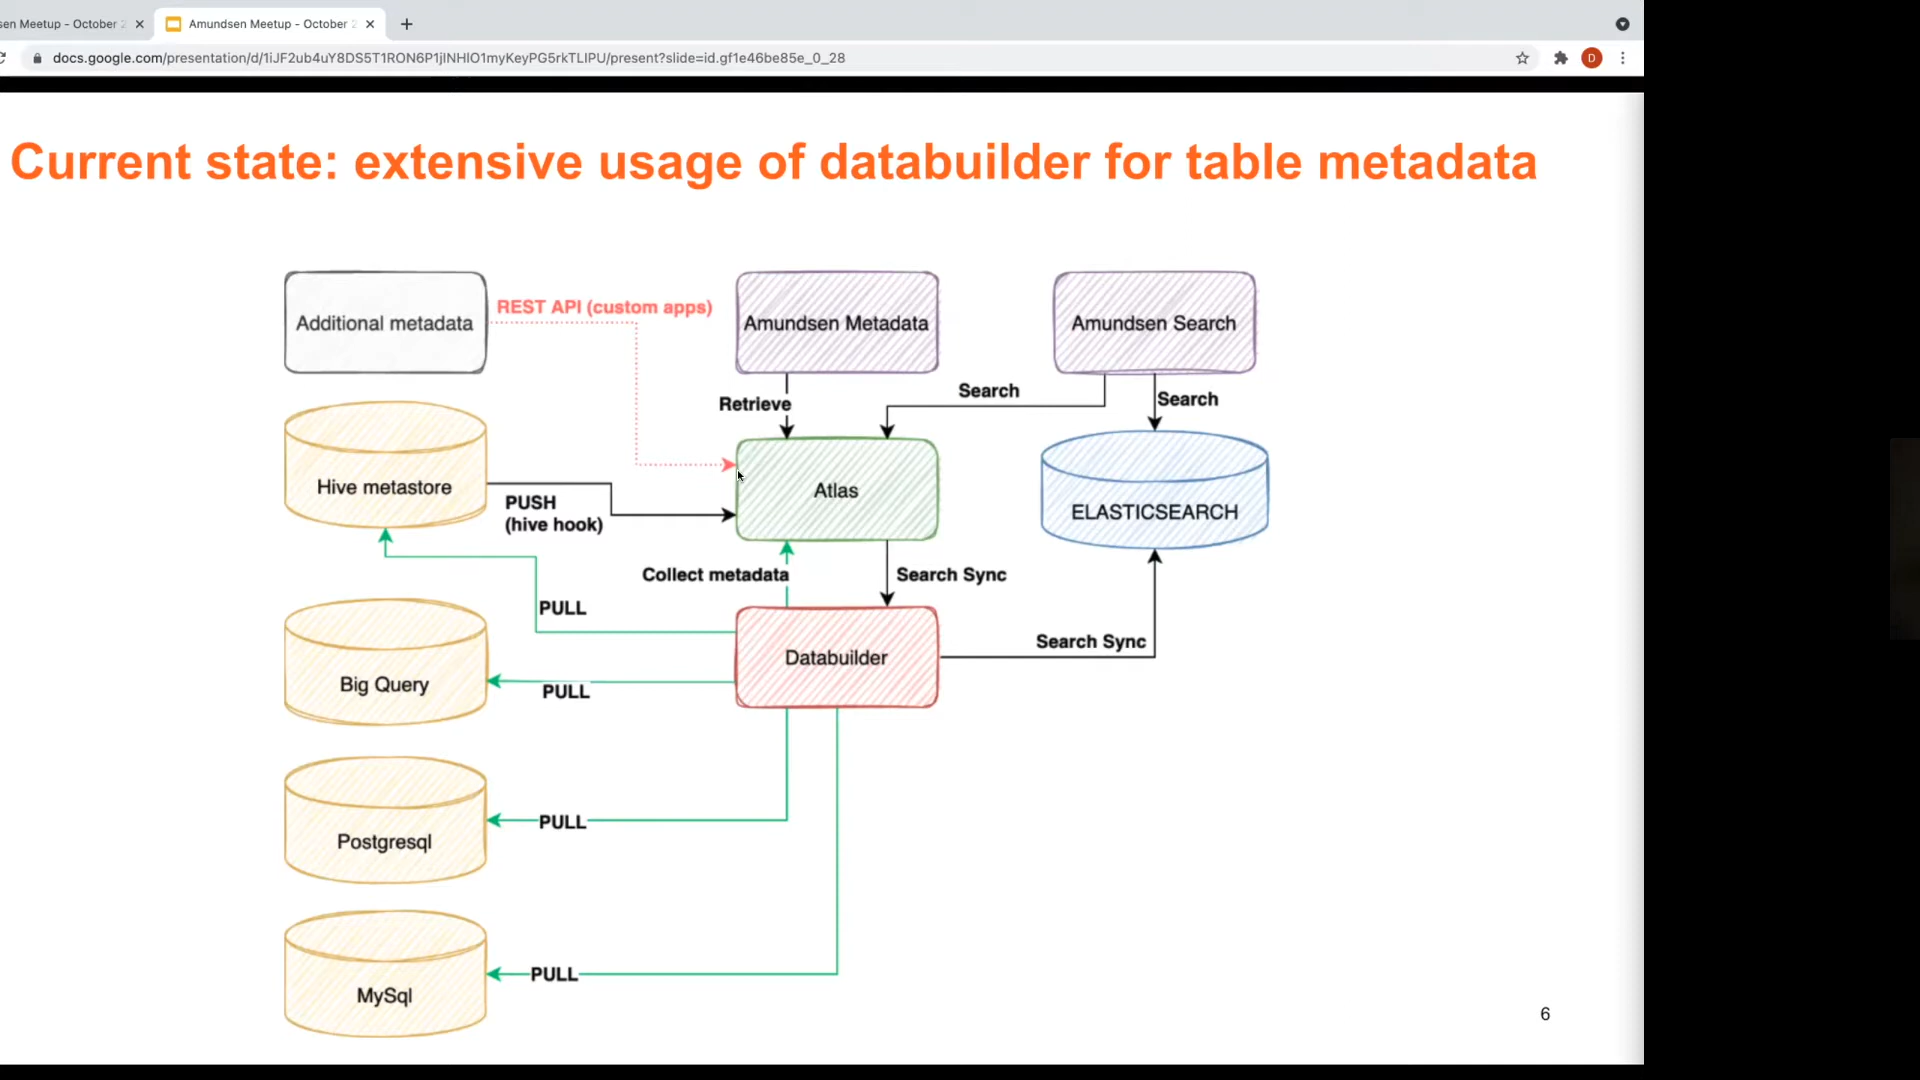 sen Meetup - October 2
Amundsen Meetup - October 2
docs.google.com/presentation/d/1iJF2ub4uY8DS5T1RON6P1jINHIO1myKeyPG5rkTLIPU/present?slide=id.gf1e46be85e_0_28
D
Current state: extensive usage of databuilder for table metadata
Additional metadata
REST API (custom apps)
Amundsen Metadata
Amundsen Search
Retrieve
Search
Search
Hive metastore
PUSH
(hive hook)
Atlas
ELASTICSEARCH
Collect metadata
Search Sync
PULL
Databuilder
Search Sync
Big Query
PULL
Postgresql
PULL
MySql
PULL
6